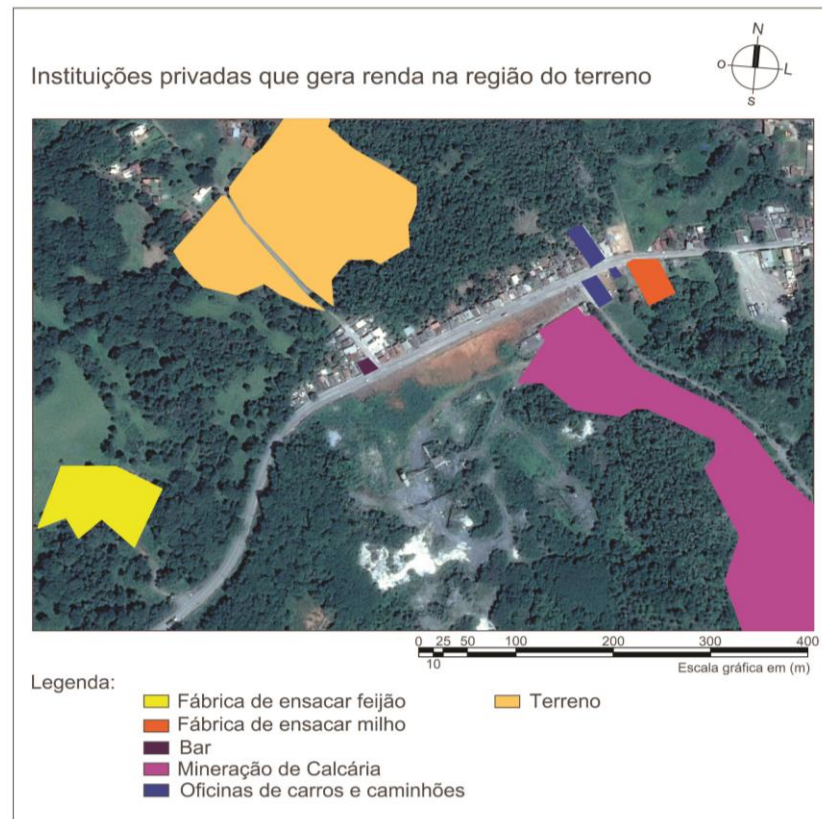 N
O L
S
Instituições privadas que gera renda na região do terreno
0 25 50 100 200 300 400
10
Escala gráfica em (m)
Legenda:
Fábrica de ensacar feijão
Fábrica de ensacar milho
Bar
Mineração de Calcária
Oficinas de carros e caminhões
Terreno